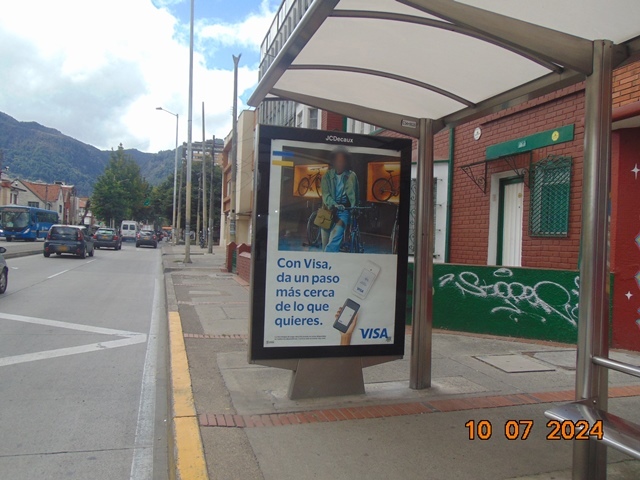 JCDecaux
Con Visa,
da un paso
más cerca
de lo que
quieres.
VISA
10 07 2024